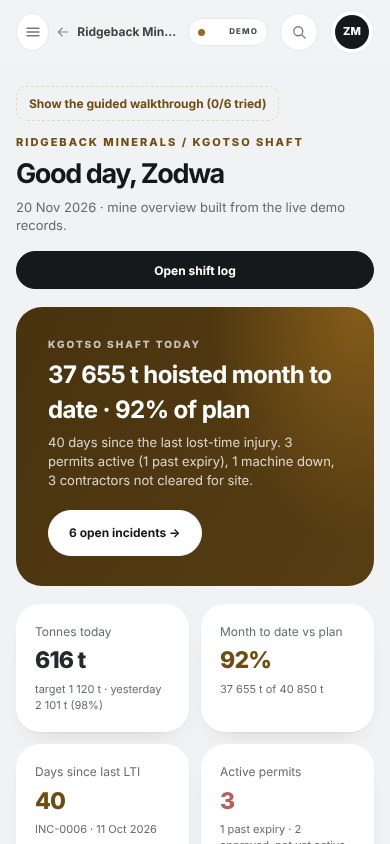 Ridgeback Min...
DEMO
ZM
Show the guided walkthrough (0/6 tried)
RIDGEBACK MINERALS / KGOTSO SHAFT
Good day, Zodwa
20 Nov 2026 · mine overview built from the live demo
records.
Open shift log
KGOTSO SHAFT TODAY
37 655 t hoisted month to
date · 92% of plan
40 days since the last lost-time injury. 3
permits active (1 past expiry), 1 machine down,
3 contractors not cleared for site.
6 open incidents →
Tonnes today
616 t
target 1 120 t · yesterday
2 101 t (98%)
Month to date vs plan
92%
37 655 t of 40 850 t
Days since last LTI
40
INC-0006 · 11 Oct 2026
Active permits
3
1 past expiry · 2